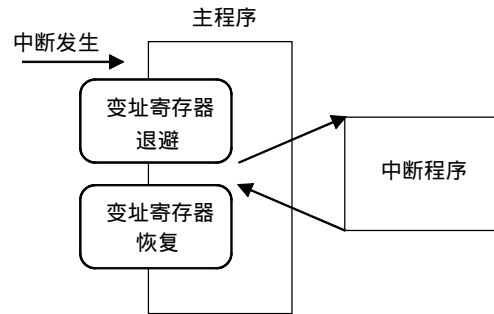 主程序
中断发生
变址寄存器
退避
中断程序
变址寄存器
恢复